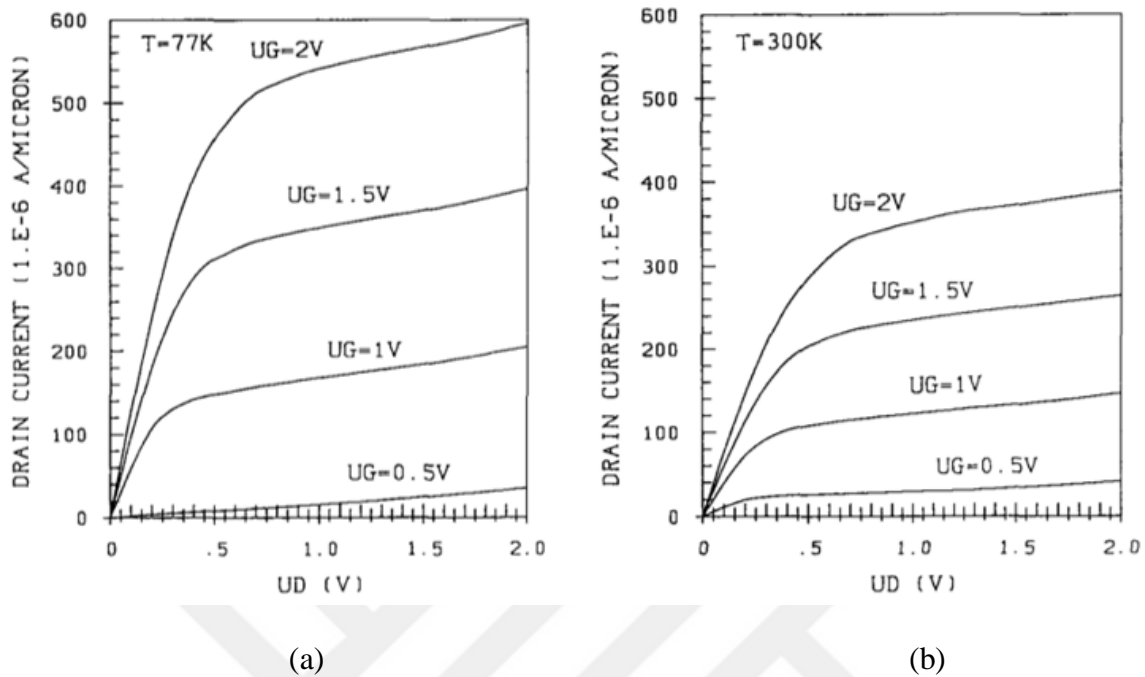 DRAIN CURRENT (1.E-6 A/MICRON)
600
500
400
300
200
100
0
T=77K
UG=2V
UG=1.5V
UG=1V
UG=0.5V
0
.5
1.0
1.5
2.0
UD (V)
(a)
DRAIN CURRENT (1.E-6 A/MICRON)
600
500
400
300
200
100
0
T=300K
UG=2V
UG=1.5V
UG=1V
UG=0.5V
0
.5
1.0
1.5
2.0
UD (V)
(b)